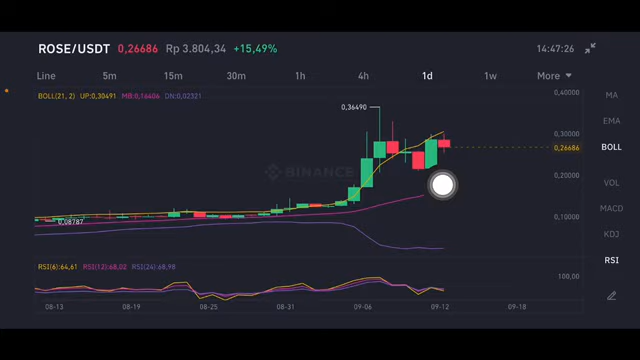 ROSE/USDT 0,26686 Rp 3.804,34 +15,49% 14:47:26
Line 5m 15m 30m 1h 4h 1d 1w More
BOLL(21, 2) UP:0,30491 MB:0,16406 DN:0,02321
0,40000
MA
0,36490
EMA
0,30000
0,26686
BOLL
BINANCE
0,20000
VOL
MACD
0,10000
0,08787
KDJ
RSI(6):64,61 RSI(12):68,02 RSI(24):68,98
RSI
100,00
08-13 08-19 08-25 08-31 09-06 09-12 09-18